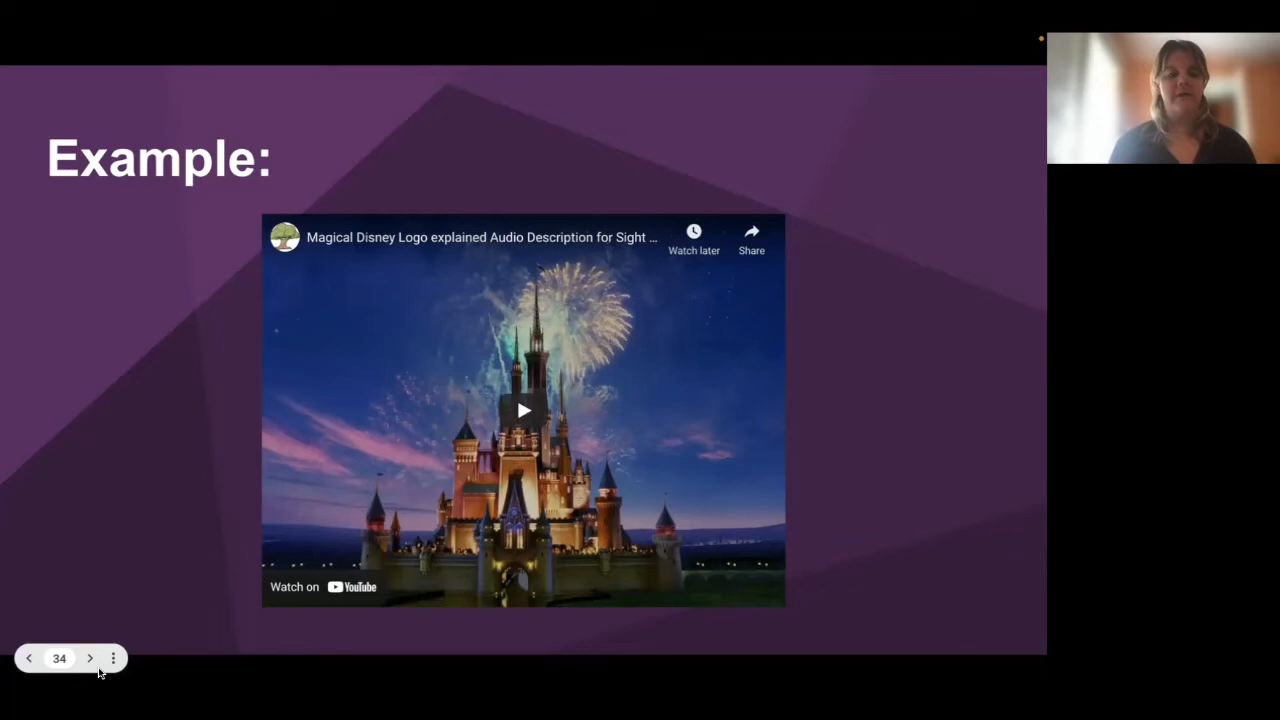 Example:
Magical Disney Logo explained Audio Description for Sight ...
Watch later
Share
Watch on YouTube
34